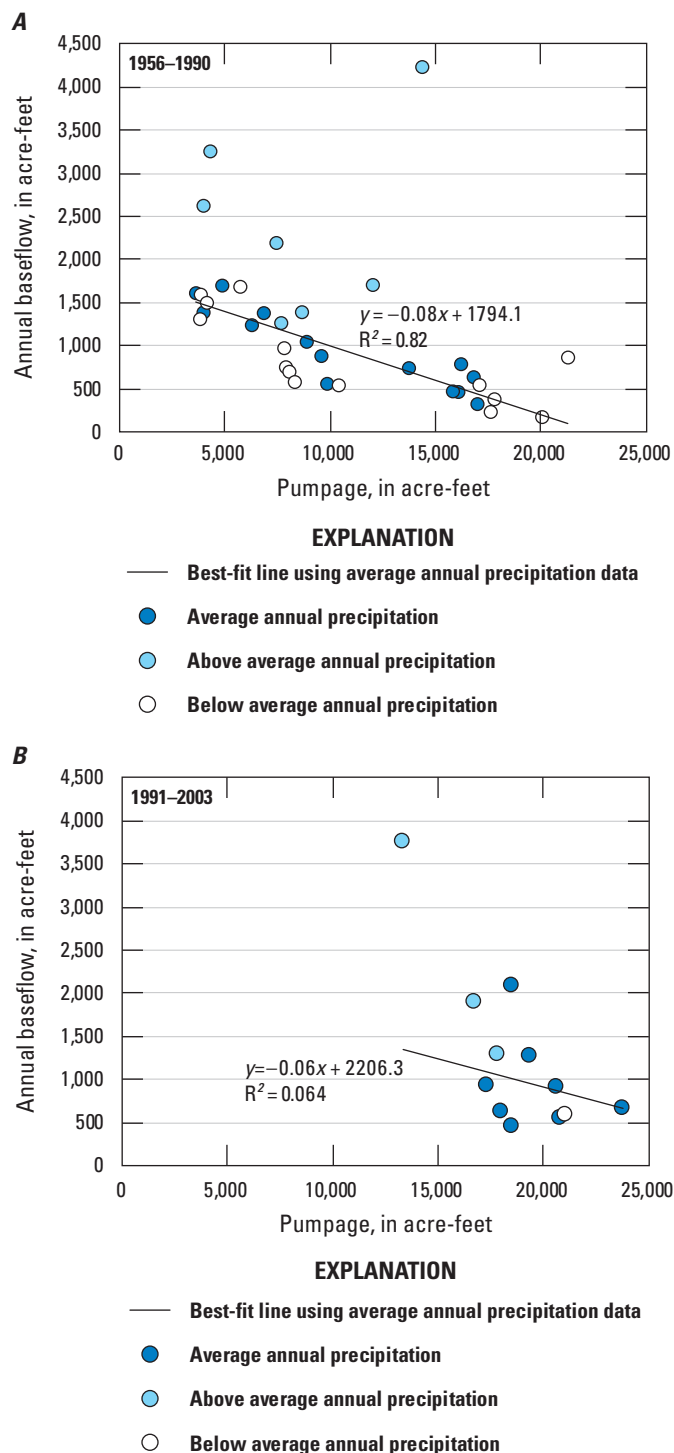 A
4,500
1956–1990
4,000
3,500
3,000
2,500
2,000
1,500
1,000
500
0
Annual baseflow, in acre-feet
y = −0.08x + 1794.1
R² = 0.82
0 5,000 10,000 15,000 20,000 25,000
Pumpage, in acre-feet
EXPLANATION
Best-fit line using average annual precipitation data
Average annual precipitation
Above average annual precipitation
Below average annual precipitation
B
4,500
1991–2003
4,000
3,500
3,000
2,500
2,000
1,500
1,000
500
0
Annual baseflow, in acre-feet
y=−0.06x + 2206.3
R² = 0.064
0 5,000 10,000 15,000 20,000 25,000
Pumpage, in acre-feet
EXPLANATION
Best-fit line using average annual precipitation data
Average annual precipitation
Above average annual precipitation
Below average annual precipitation